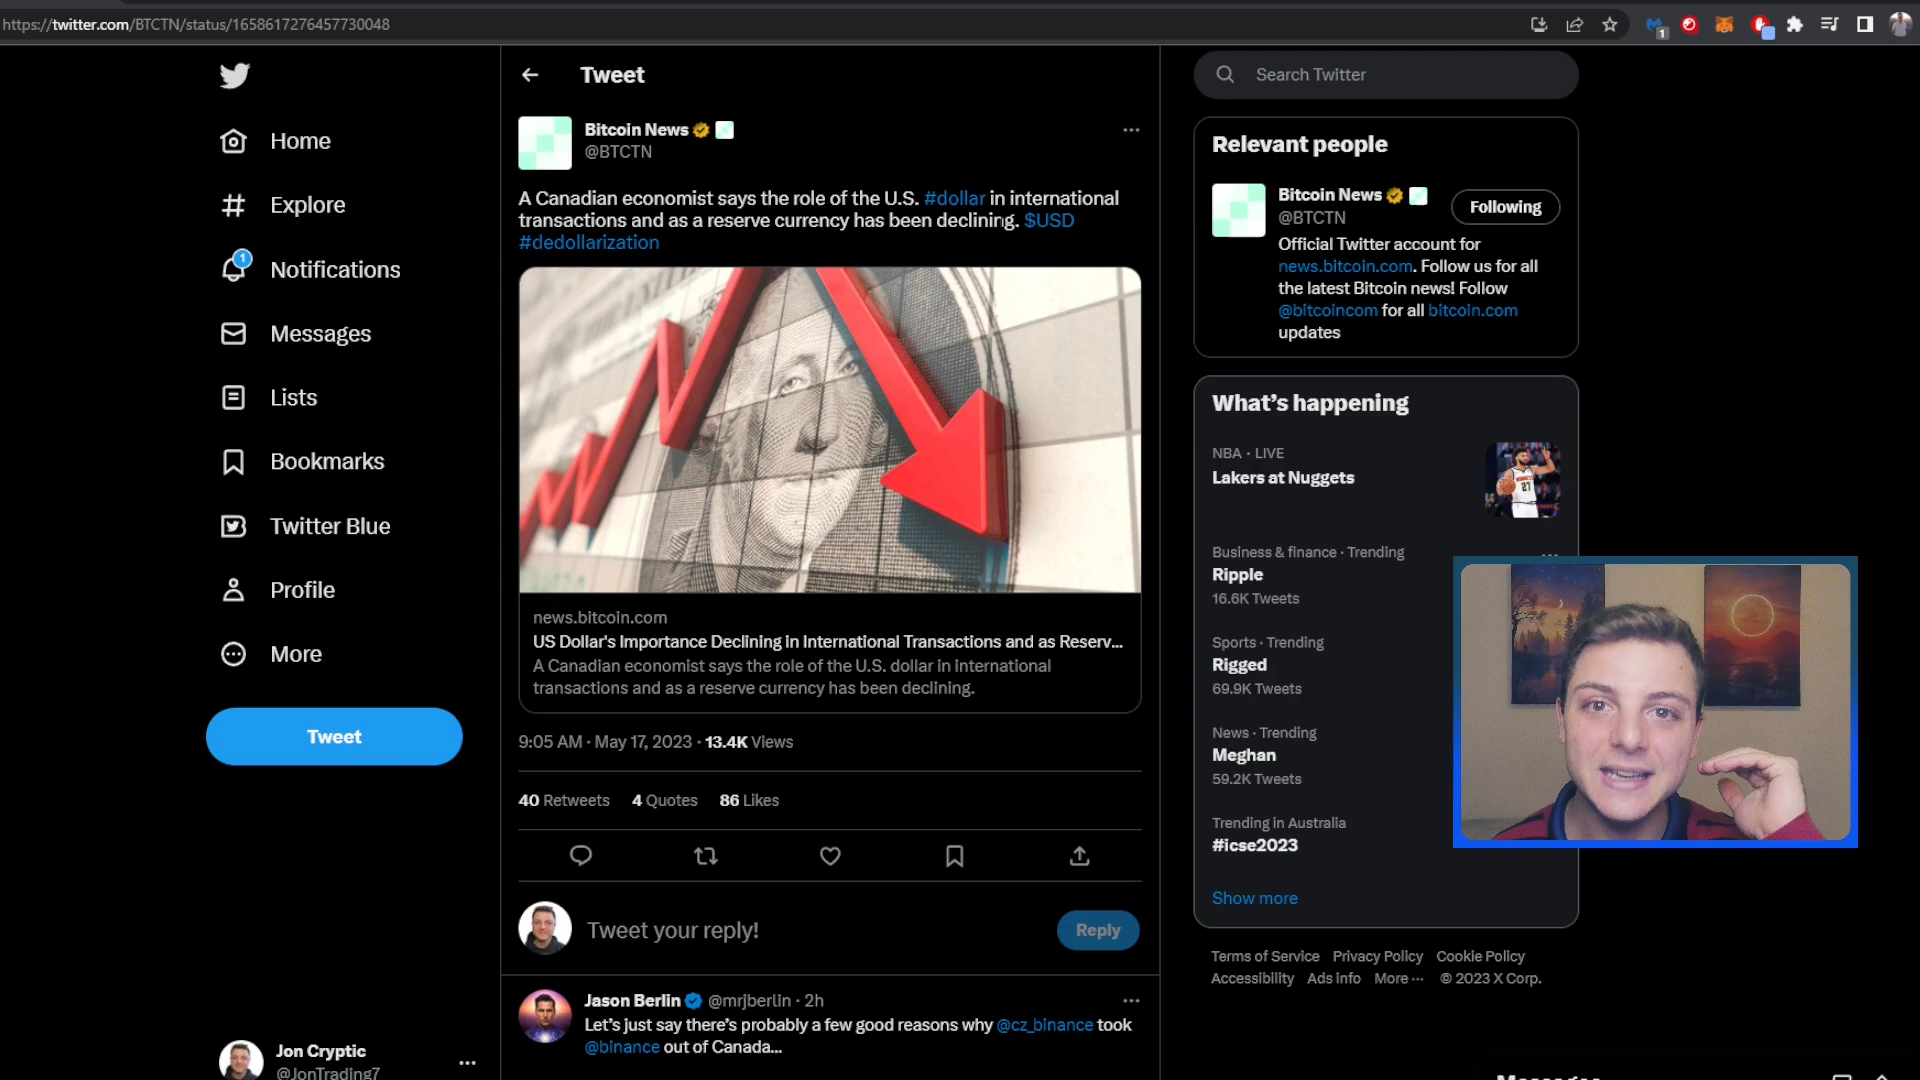 https://twitter.com/BTCTN/status/1658617276457730048
1
Home
Explore
1
Notifications
Messages
Lists
Bookmarks
Twitter Blue
Profile
More
Tweet
Jon Cryptic
@JonTrading7
Tweet
Bitcoin News
@BTCTN
A Canadian economist says the role of the U.S. #dollar in international
transactions and as a reserve currency has been declining. $USD
#dedollarization
news.bitcoin.com
US Dollar's Importance Declining in International Transactions and as Reserv...
A Canadian economist says the role of the U.S. dollar in international
transactions and as a reserve currency has been declining.
9:05 AM · May 17, 2023 · 13.4K Views
40 Retweets 4 Quotes 86 Likes
Tweet your reply!
Reply
Jason Berlin @mrjberlin · 2h
Let's just say there's probably a few good reasons why @cz_binance took
@binance out of Canada...
Search Twitter
Relevant people
Bitcoin News
@BTCTN
Following
Official Twitter account for
news.bitcoin.com. Follow us for all
the latest Bitcoin news! Follow
@bitcoincom for all bitcoin.com
updates
What's happening
NBA · LIVE
Lakers at Nuggets
27
Business & finance · Trending
Ripple
16.6K Tweets
Sports · Trending
Rigged
69.9K Tweets
News · Trending
Meghan
59.2K Tweets
Trending in Australia
#icse2023
Show more
Terms of Service Privacy Policy Cookie Policy
Accessibility Ads info More ··· © 2023 X Corp.